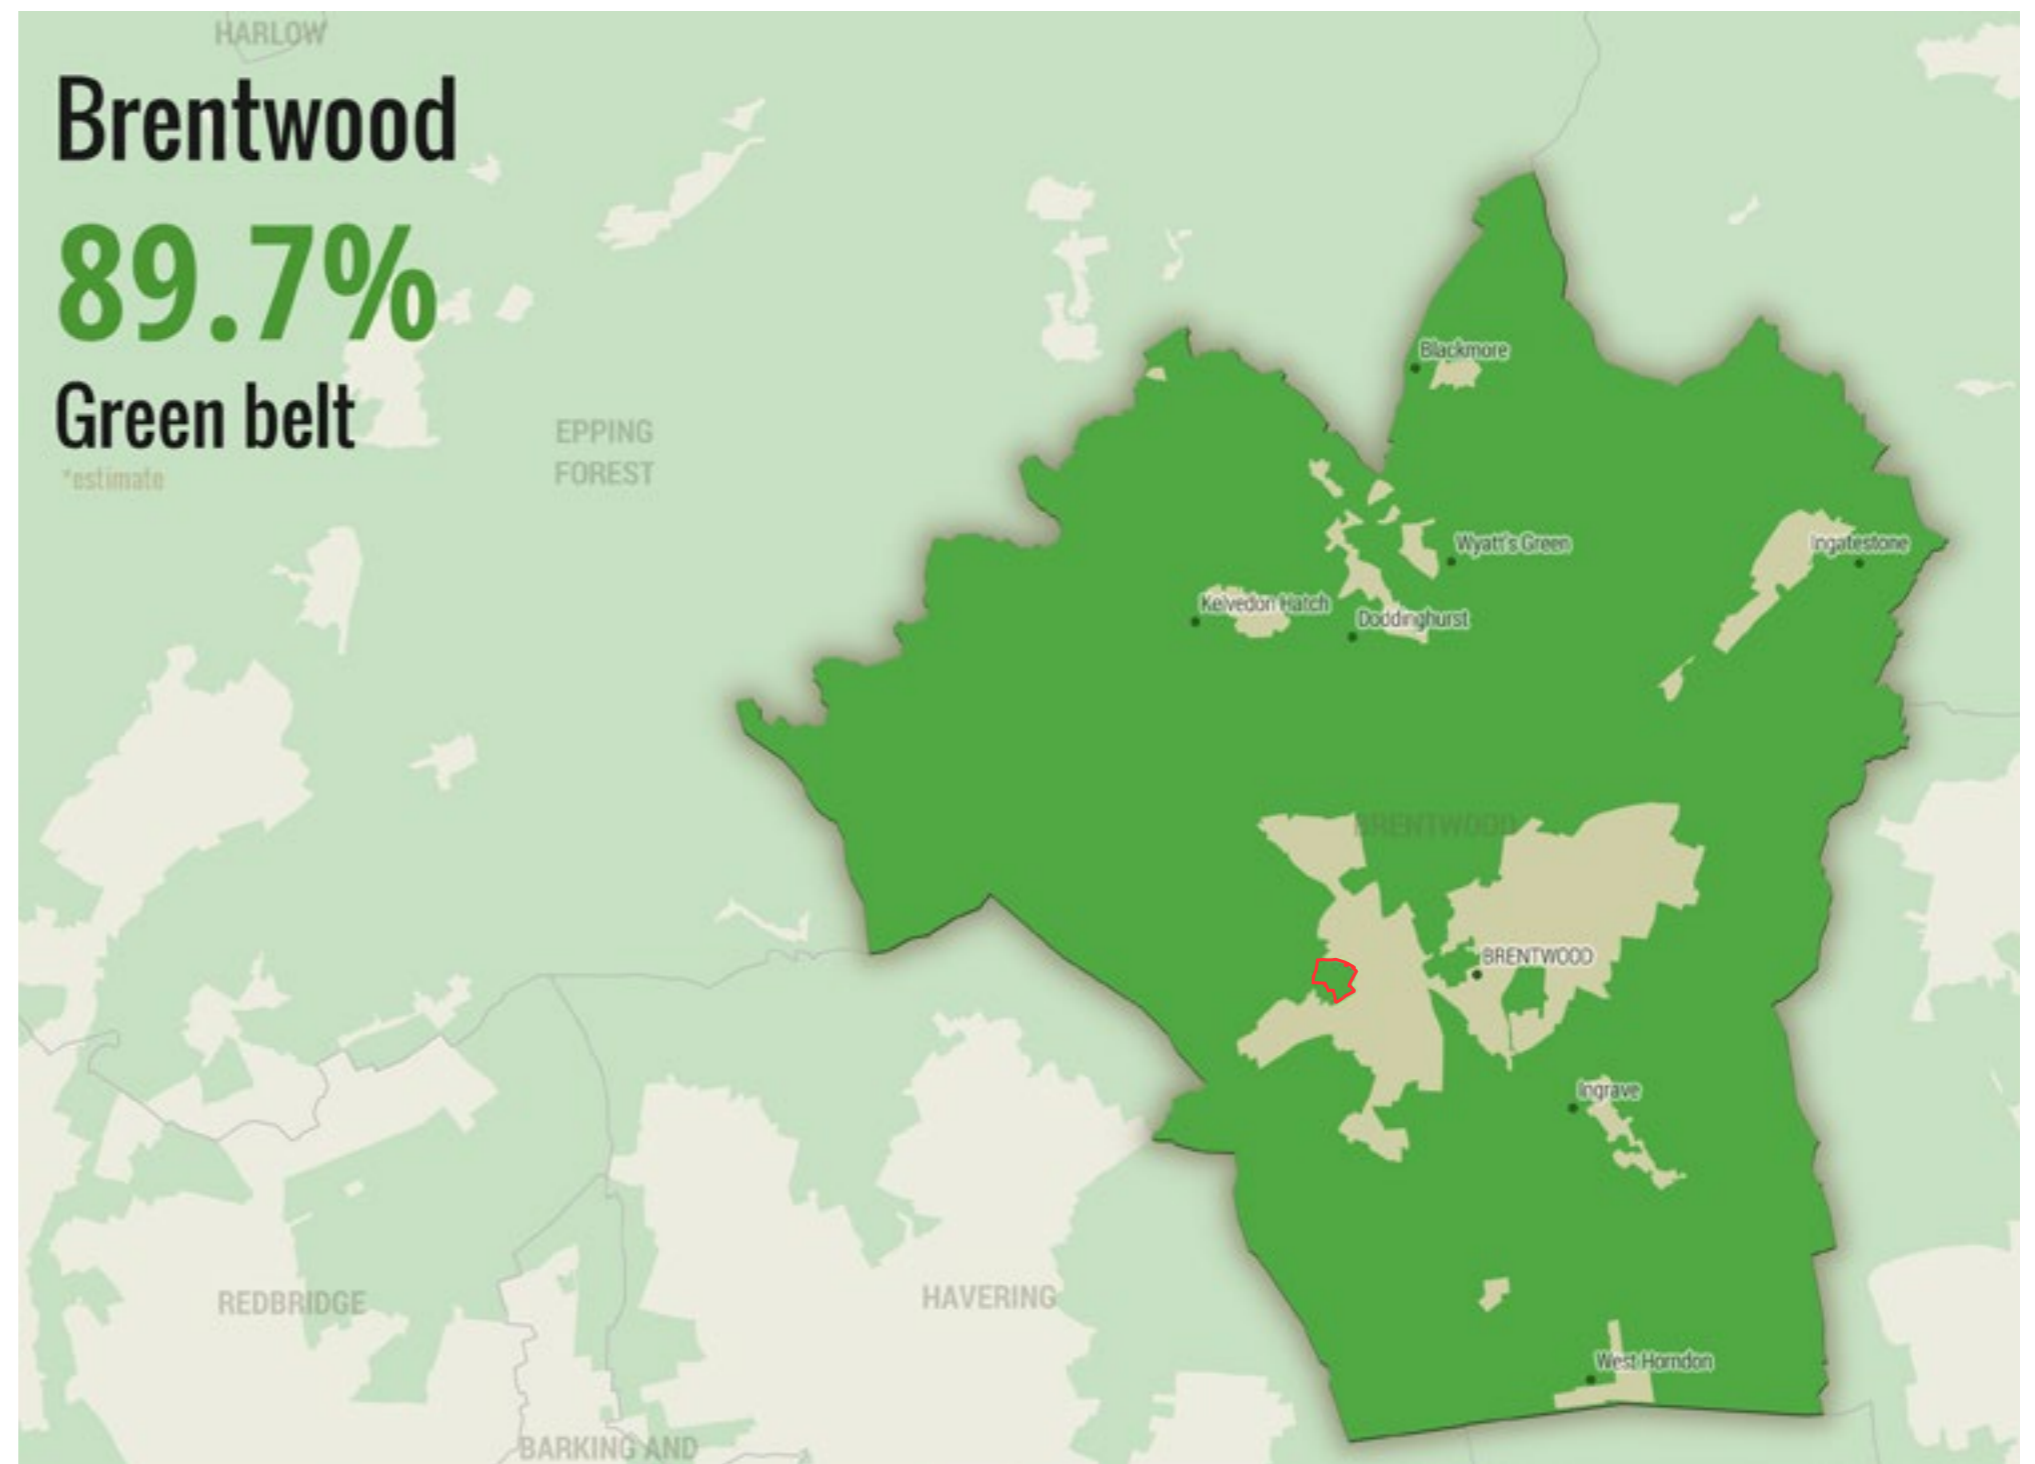 HARLOW
Brentwood
89.7%
Green belt
*estimate
EPPING
FOREST
Blackmore
Wyatt's Green
Ingatestone
Kelvedon Hatch
Doddinghurst
BRENTWOOD
BRENTWOOD
Ingrave
REDBRIDGE
HAVERING
West Horndon
BARKING AND